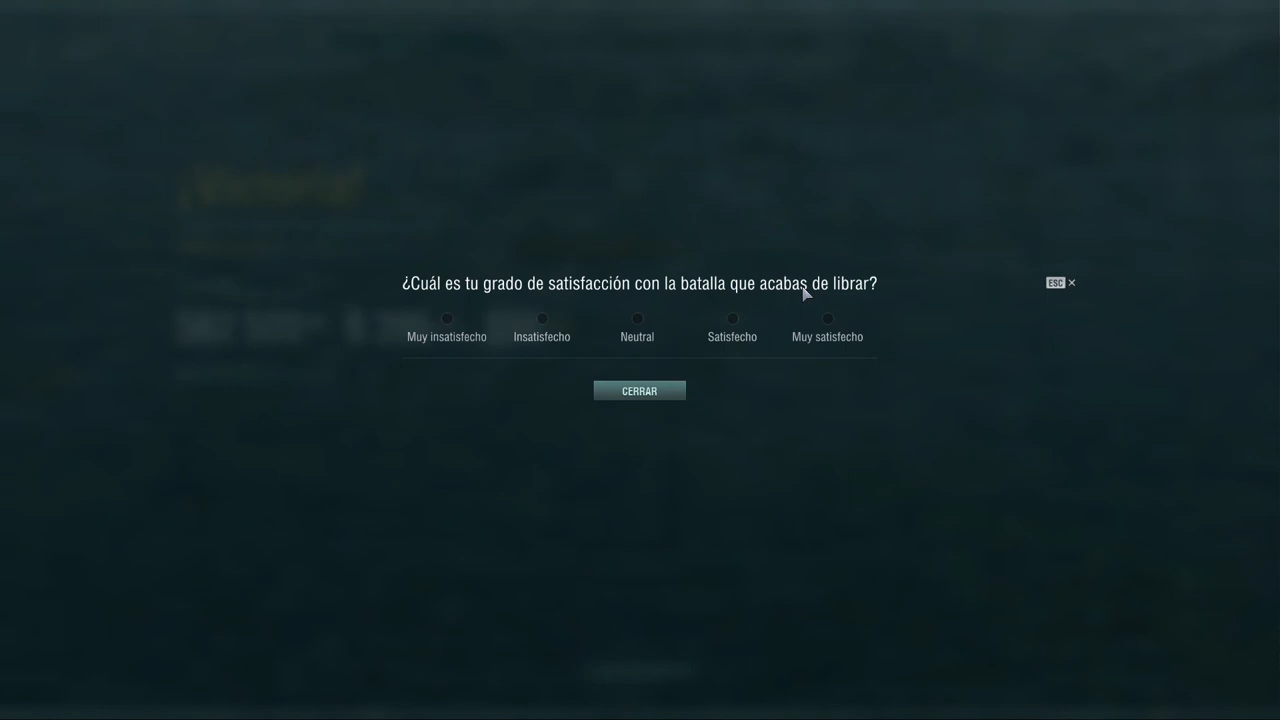 ¿Cuál es tu grado de satisfacción con la batalla que acabas de librar?
ESC ×
Muy insatisfecho Insatisfecho Neutral Satisfecho Muy satisfecho
CERRAR